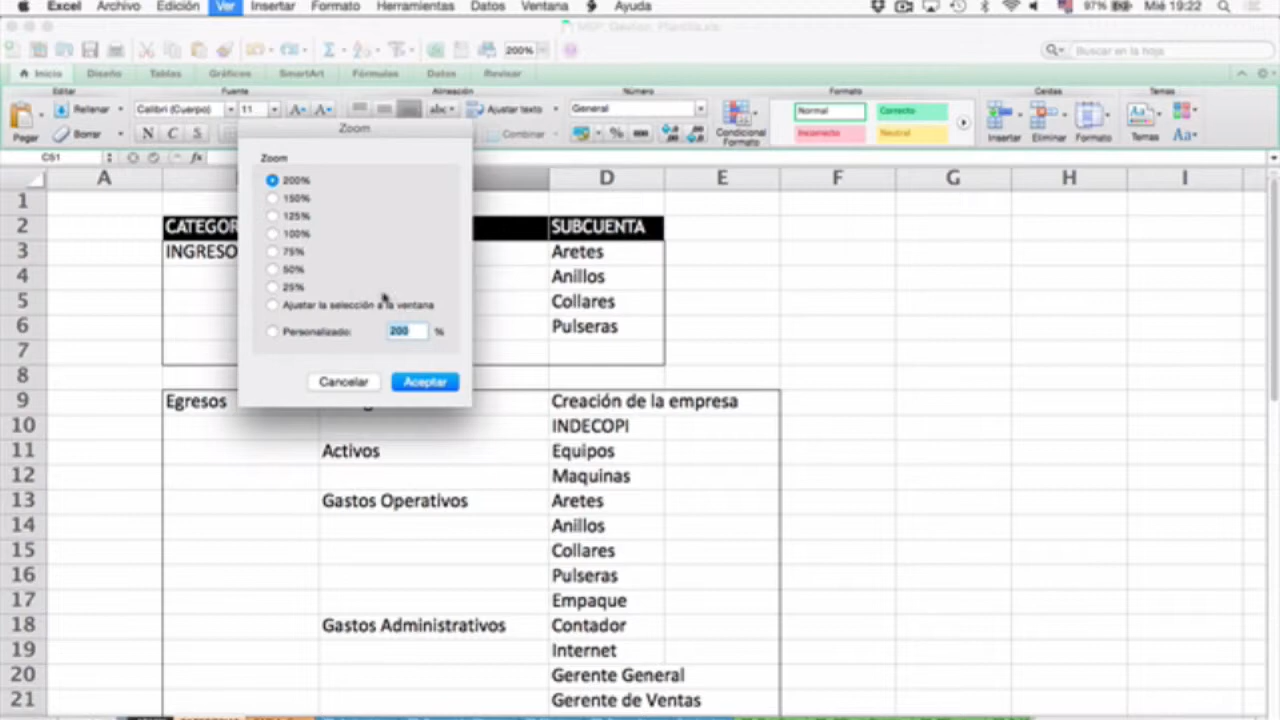 Excel Archivo Edición Ver Insertar Formato Herramientas Datos Ventana Ayuda 97% Mié 19:22
200% Buscar en la hoja
Inicio Diseño Tablas Gráficos SmartArt Fórmulas Datos Revisar
Editar Fuente Alineación Número Formato Celdas Temas
Rellenar Calibri (Cuerpo) 11 A A abc Ajustar texto General Normal Correcto
Pegar Borrar N C S Combinar % Condicional Formato Incorrecto Neutral Insertar Eliminar Formato Temas Aa
C51 fx
Zoom
Zoom
200%
150%
125%
100%
75%
50%
25%
Ajustar la selección a la ventana
Personalizado: 200 %
Cancelar Aceptar
A D E F G H I
1
2 CATEGOR SUBCUENTA
3 INGRESO Aretes
4 Anillos
5 Collares
6 Pulseras
7
8
9 Egresos Creación de la empresa
10 INDECOPI
11 Activos Equipos
12 Maquinas
13 Gastos Operativos Aretes
14 Anillos
15 Collares
16 Pulseras
17 Empaque
18 Gastos Administrativos Contador
19 Internet
20 Gerente General
21 Gerente de Ventas